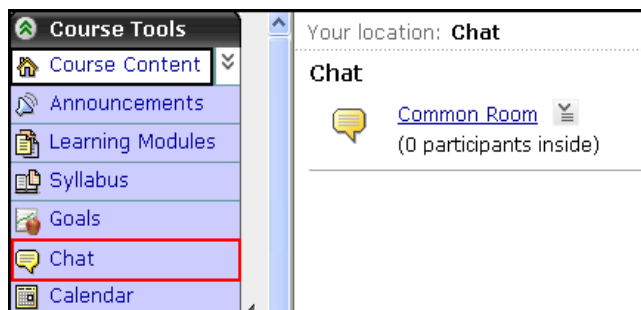 Course Tools
Course Content
Announcements
Learning Modules
Syllabus
Goals
Chat
Calendar
Your location: Chat
Chat
Common Room
(0 participants inside)